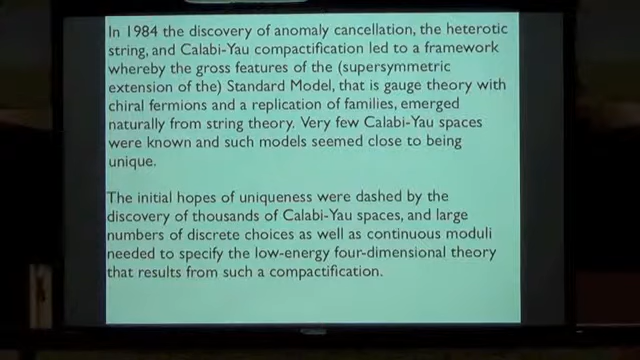 In 1984 the discovery of anomaly cancellation, the heterotic
string, and Calabi-Yau compactification led to a framework
whereby the gross features of the (supersymmetric
extension of the) Standard Model, that is gauge theory with
chiral fermions and a replication of families, emerged
naturally from string theory. Very few Calabi-Yau spaces
were known and such models seemed close to being
unique.
The initial hopes of uniqueness were dashed by the
discovery of thousands of Calabi-Yau spaces, and large
numbers of discrete choices as well as continuous moduli
needed to specify the low-energy four-dimensional theory
that results from such a compactification.